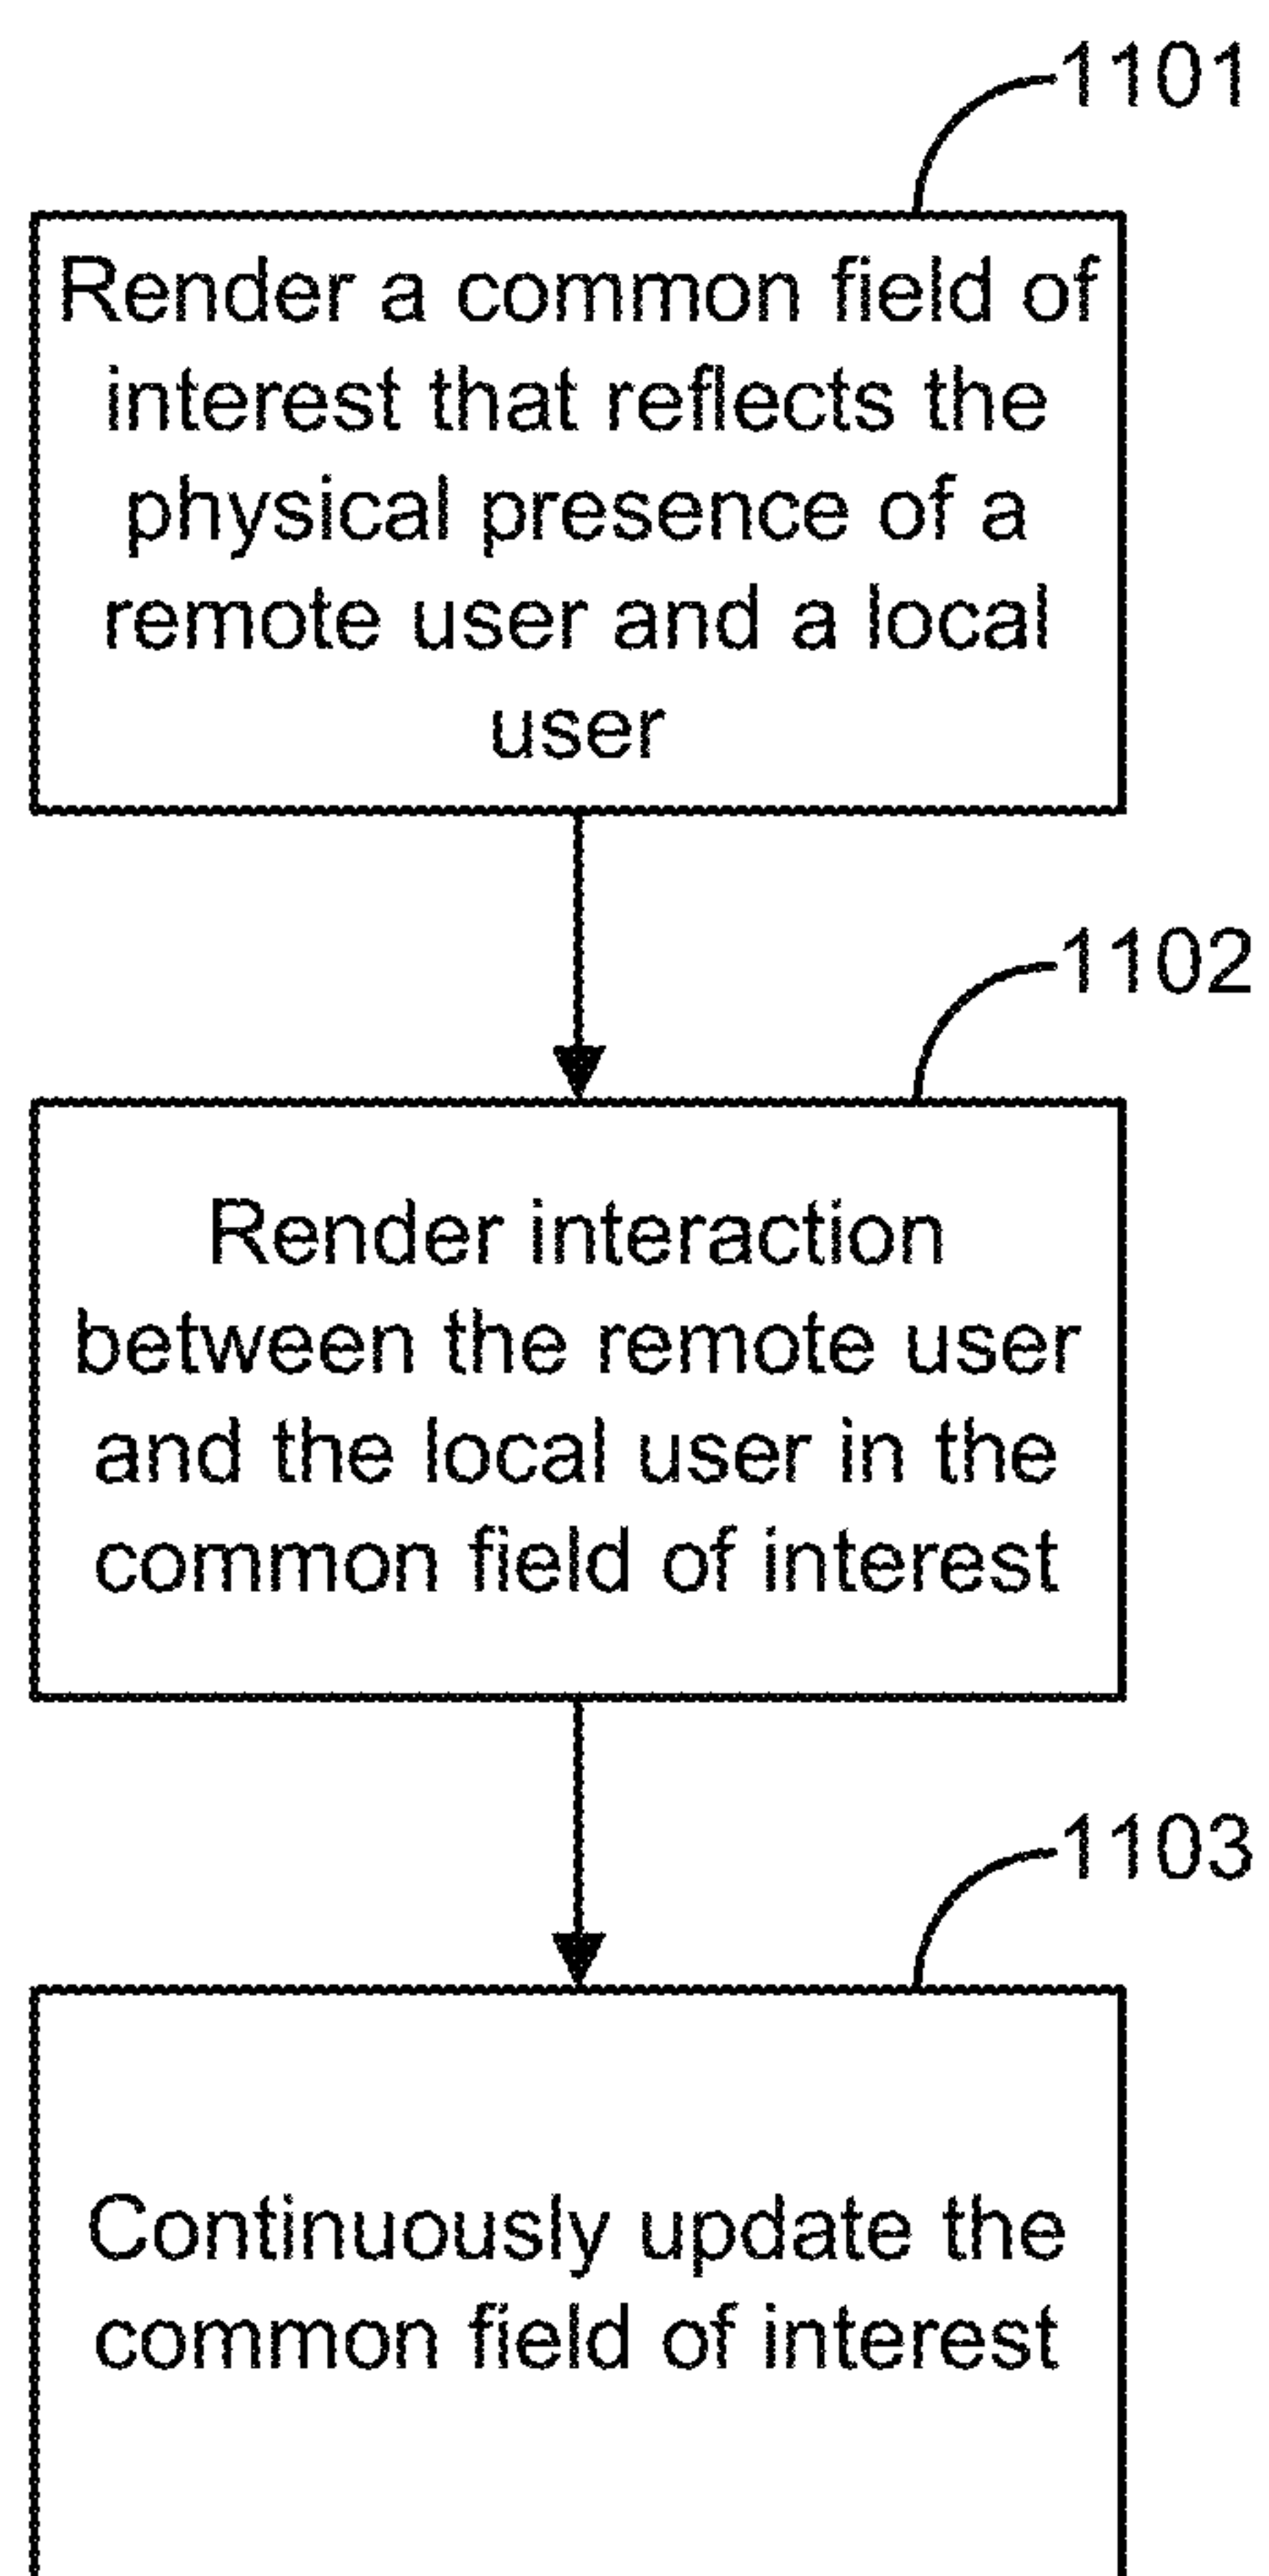 1101
Render a common field of
interest that reflects the
physical presence of a
remote user and a local
user
1102
Render interaction
between the remote user
and the local user in the
common field of interest
1103
Continuously update the
common field of interest